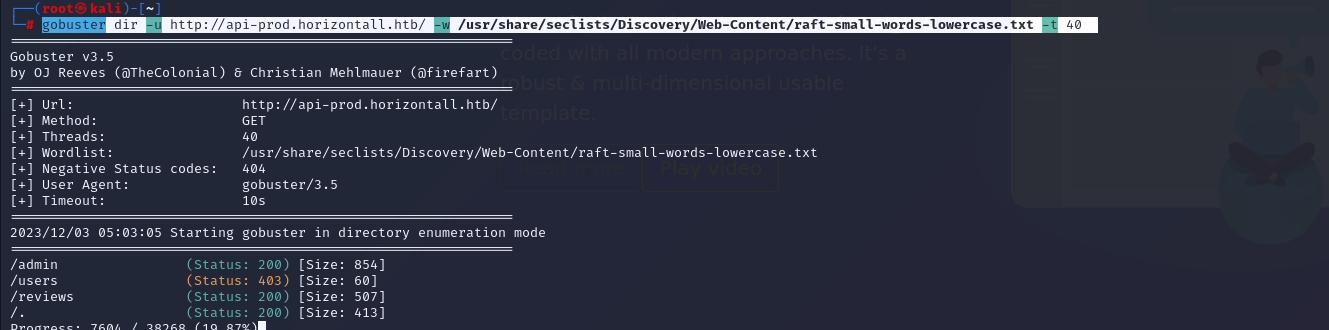 ┌──(root㉿kali)-[~]
└─# gobuster dir -u http://api-prod.horizontall.htb/ -w /usr/share/seclists/Discovery/Web-Content/raft-small-words-lowercase.txt -t 40
===============================================================
Gobuster v3.5
by OJ Reeves (@TheColonial) & Christian Mehlmauer (@firefart)
===============================================================
[+] Url:                     http://api-prod.horizontall.htb/
[+] Method:                  GET
[+] Threads:                 40
[+] Wordlist:                /usr/share/seclists/Discovery/Web-Content/raft-small-words-lowercase.txt
[+] Negative Status codes:   404
[+] User Agent:              gobuster/3.5
[+] Timeout:                 10s
===============================================================
2023/12/03 05:03:05 Starting gobuster in directory enumeration mode
===============================================================
/admin                (Status: 200) [Size: 854]
/users                (Status: 403) [Size: 60]
/reviews              (Status: 200) [Size: 507]
/.                    (Status: 200) [Size: 413]
Progress: 7604 / 38268 (19.87%)
coded with all modern approaches. It's a
robust & multi-dimensional usable
template.
Read more
Play Video